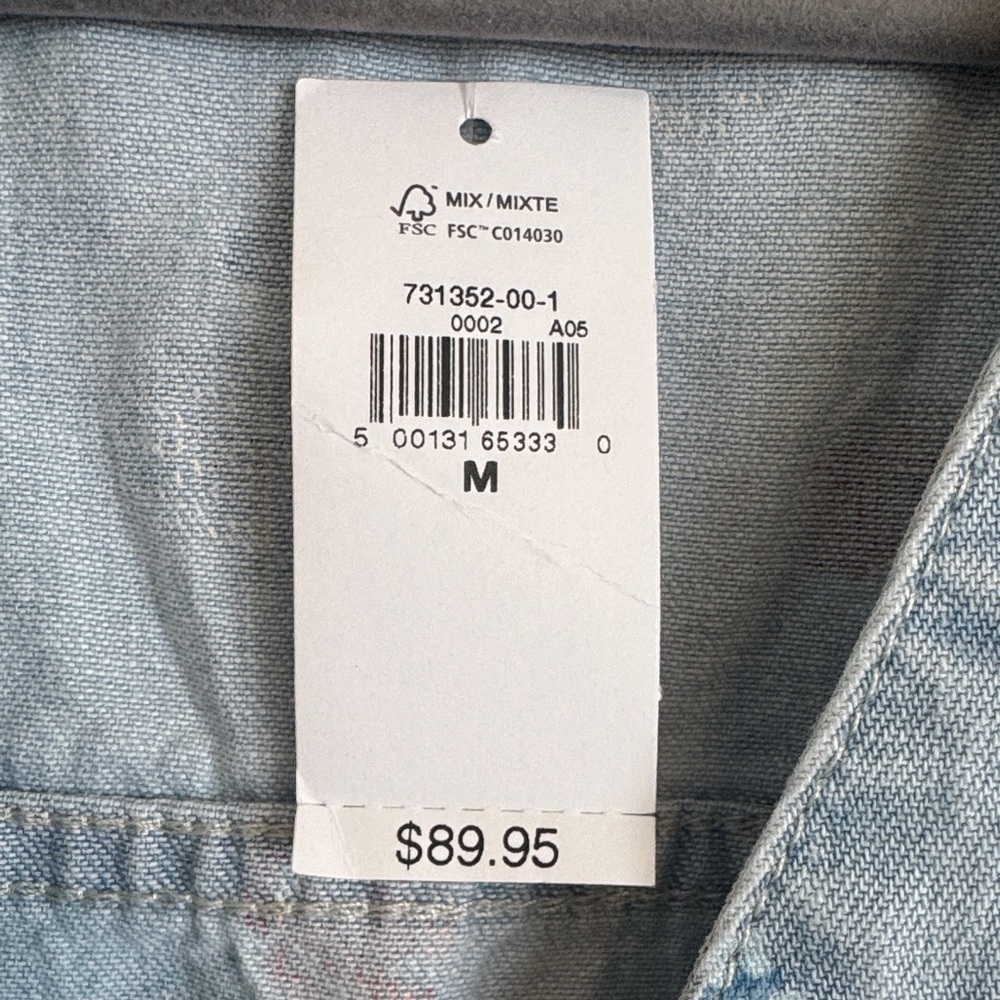 MIX / MIXTE
FSC FSC™ C014030
731352-00-1
0002 A05
5 00131 65333 0
M
$89.95